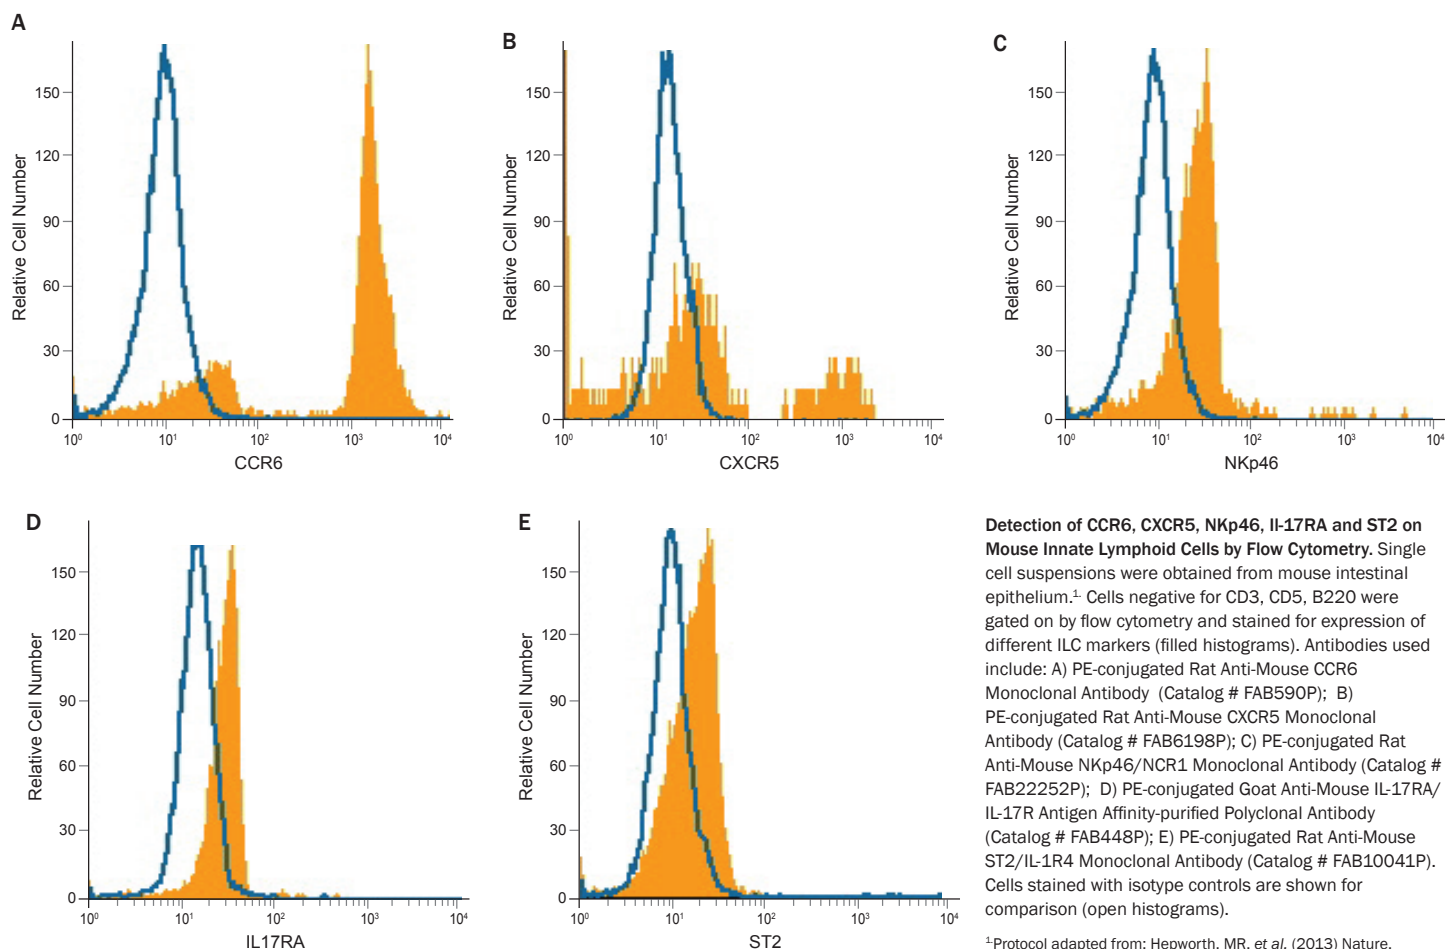 A
Relative Cell Number
150
120
90
60
30
0
10⁰ 10¹ 10² 10³ 10⁴
CCR6
B
Relative Cell Number
150
120
90
60
30
0
10⁰ 10¹ 10² 10³ 10⁴
CXCR5
C
Relative Cell Number
150
120
90
60
30
0
10⁰ 10¹ 10² 10³ 10⁴
NKp46
D
Relative Cell Number
150
120
90
60
30
0
10⁰ 10¹ 10² 10³ 10⁴
IL17RA
E
Relative Cell Number
150
120
90
60
30
0
10⁰ 10¹ 10² 10³ 10⁴
ST2
Detection of CCR6, CXCR5, NKp46, Il-17RA and ST2 on
Mouse Innate Lymphoid Cells by Flow Cytometry. Single
cell suspensions were obtained from mouse intestinal
epithelium.¹· Cells negative for CD3, CD5, B220 were
gated on by flow cytometry and stained for expression of
different ILC markers (filled histograms). Antibodies used
include: A) PE-conjugated Rat Anti-Mouse CCR6
Monoclonal Antibody (Catalog # FAB590P); B)
PE-conjugated Rat Anti-Mouse CXCR5 Monoclonal
Antibody (Catalog # FAB6198P); C) PE-conjugated Rat
Anti-Mouse NKp46/NCR1 Monoclonal Antibody (Catalog #
FAB22252P); D) PE-conjugated Goat Anti-Mouse IL-17RA/
IL-17R Antigen Affinity-purified Polyclonal Antibody
(Catalog # FAB448P); E) PE-conjugated Rat Anti-Mouse
ST2/IL-1R4 Monoclonal Antibody (Catalog # FAB10041P).
Cells stained with isotype controls are shown for
comparison (open histograms).
¹·Protocol adapted from: Hepworth, MR. et al. (2013) Nature.